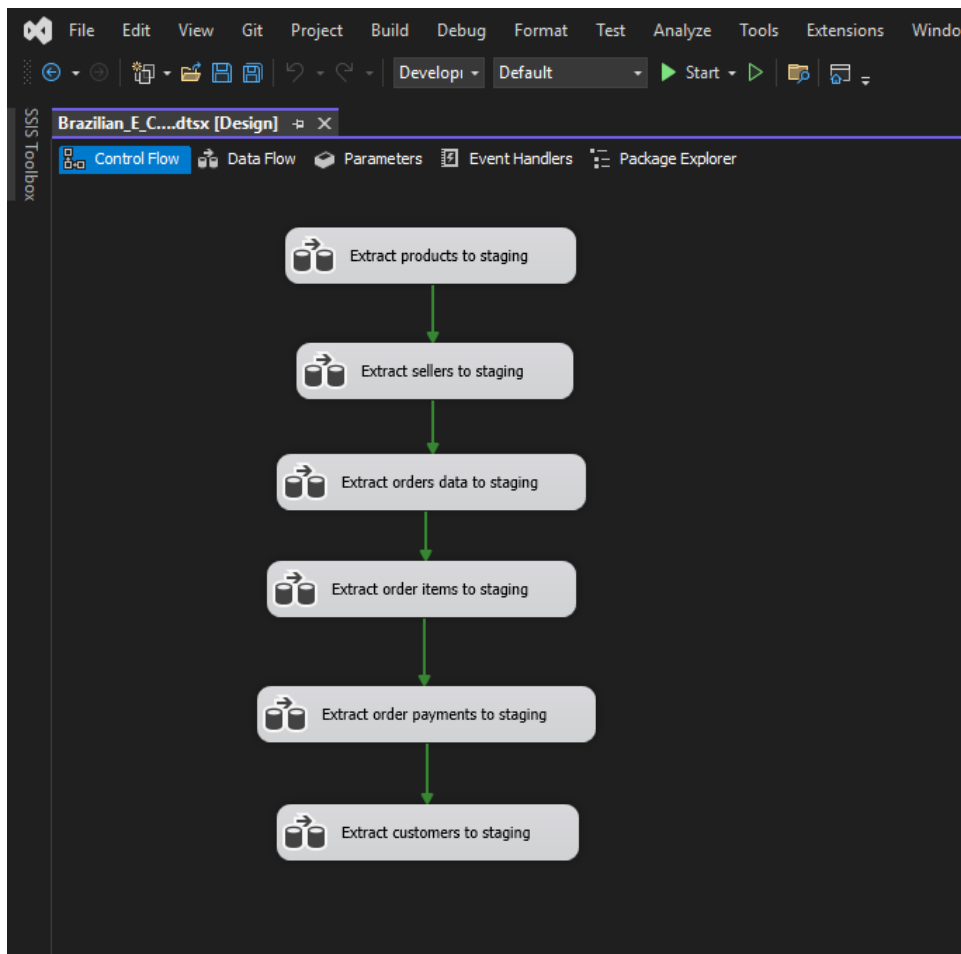 File Edit View Git Project Build Debug Format Test Analyze Tools Extensions Windo
Developı Default Start
SSIS Toolbox
Brazilian_E_C....dtsx [Design]
Control Flow Data Flow Parameters Event Handlers Package Explorer
Extract products to staging
Extract sellers to staging
Extract orders data to staging
Extract order items to staging
Extract order payments to staging
Extract customers to staging